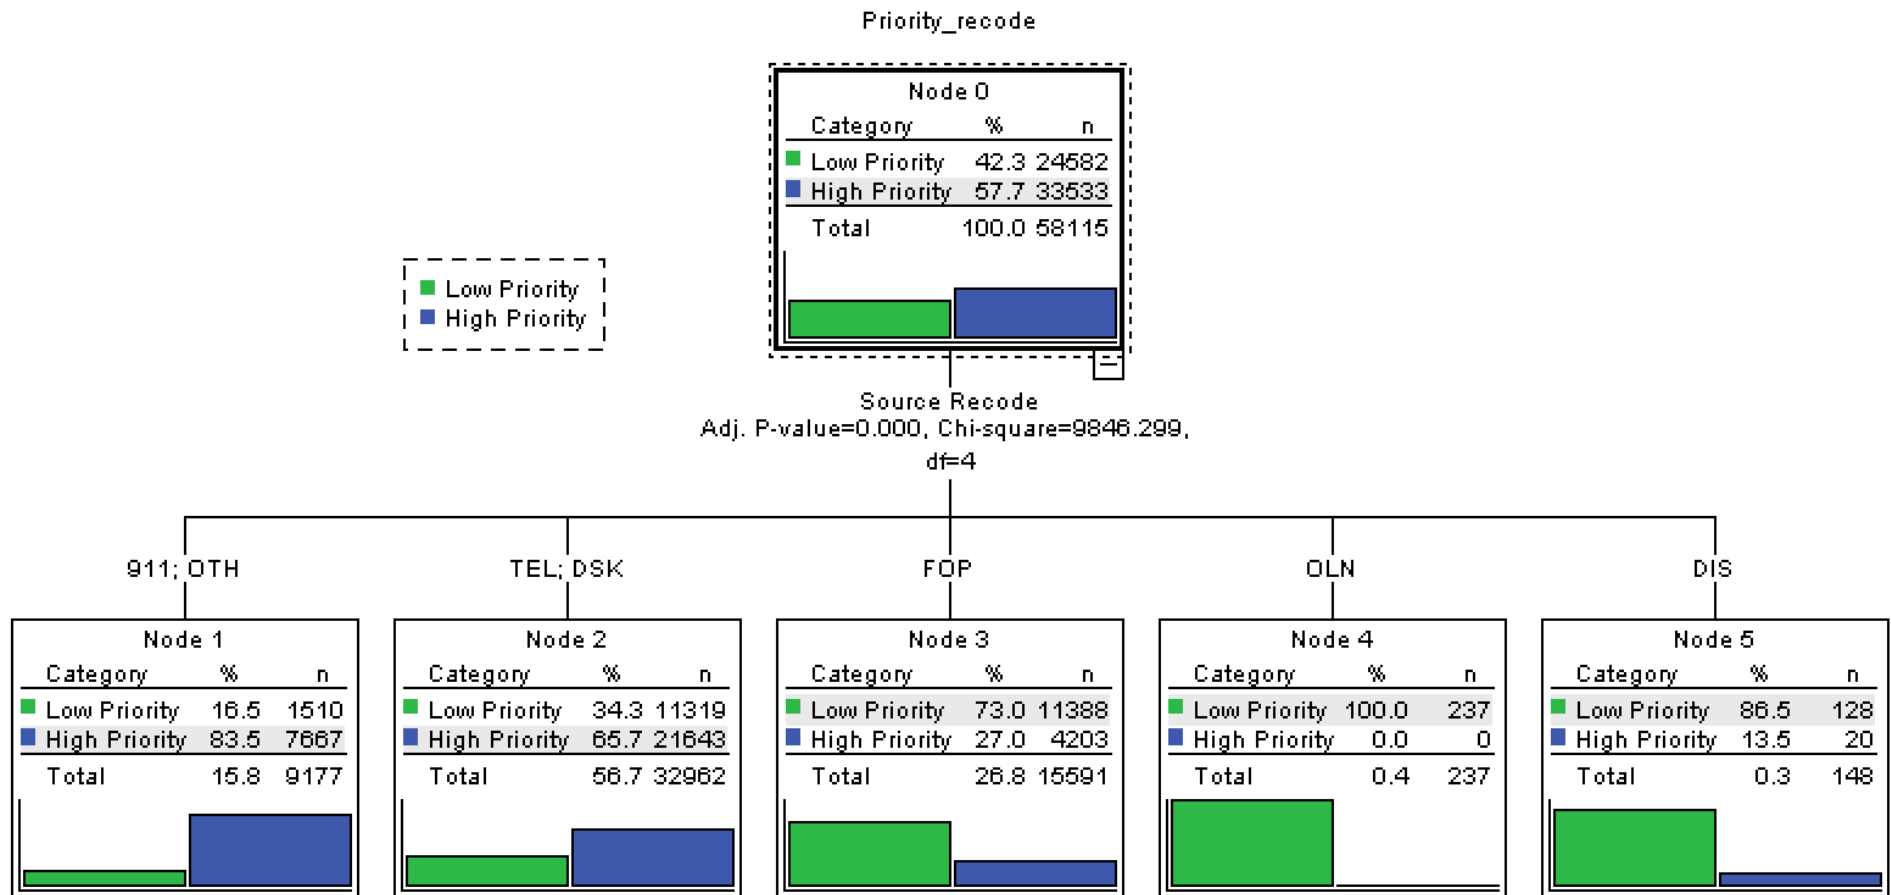 Priority_recode
Node 0
Category % n
Low Priority 42.3 24582
High Priority 57.7 33533
Total 100.0 58115
Low Priority
High Priority
Source Recode
Adj. P-value=0.000, Chi-square=9846.299,
df=4
911; OTH
TEL; DSK
FOP
OLN
DIS
Node 1
Category % n
Low Priority 16.5 1510
High Priority 83.5 7667
Total 15.8 9177
Node 2
Category % n
Low Priority 34.3 11319
High Priority 65.7 21643
Total 56.7 32962
Node 3
Category % n
Low Priority 73.0 11388
High Priority 27.0 4203
Total 26.8 15591
Node 4
Category % n
Low Priority 100.0 237
High Priority 0.0 0
Total 0.4 237
Node 5
Category % n
Low Priority 86.5 128
High Priority 13.5 20
Total 0.3 148